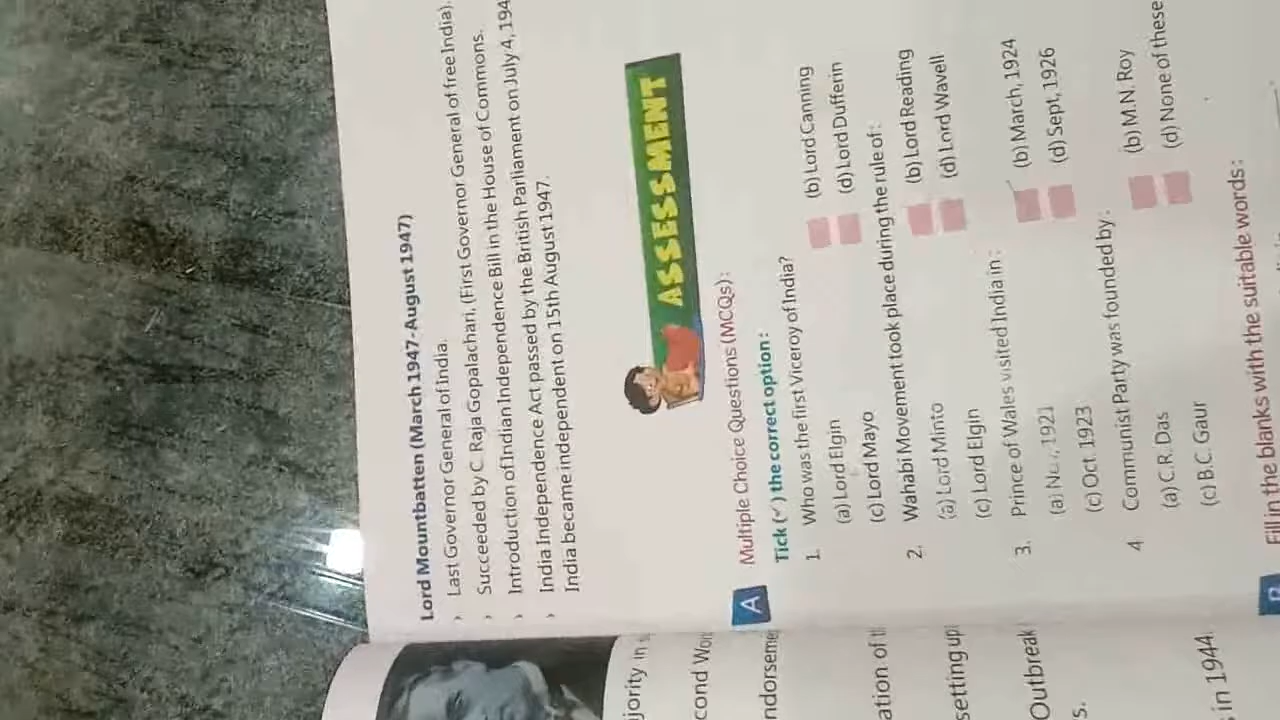 Lord Mountbatten (March 1947-August 1947)
› Last Governor General of India.
› Succeeded by C. Raja Gopalachari, (First Governor General of free India).
› Introduction of Indian Independence Bill in the House of Commons.
› India Independence Act passed by the British Parliament on July 4, 194
India became independent on 15th August 1947.
ASSESSMENT
A Multiple Choice Questions (MCQs) :
Tick (✓) the correct option :
1. Who was the first Viceroy of India?
(a) Lord Elgin (b) Lord Canning
(c) Lord Mayo (d) Lord Dufferin
2. Wahabi Movement took place during the rule of :
(a) Lord Minto (b) Lord Reading
(c) Lord Elgin (d) Lord Wavell
3. Prince of Wales visited India in :
(a) Nov, 1921 (b) March, 1924
(c) Oct. 1923 (d) Sept, 1926
4 Communist Party was founded by :
(a) C.R. Das (b) M.N. Roy
(c) B.C. Gaur (d) None of these
Fill in the blanks with the suitable words :
jority in
cond Wor
ndorseme
ation of t
setting up
Outbreak
s.
in 1944.